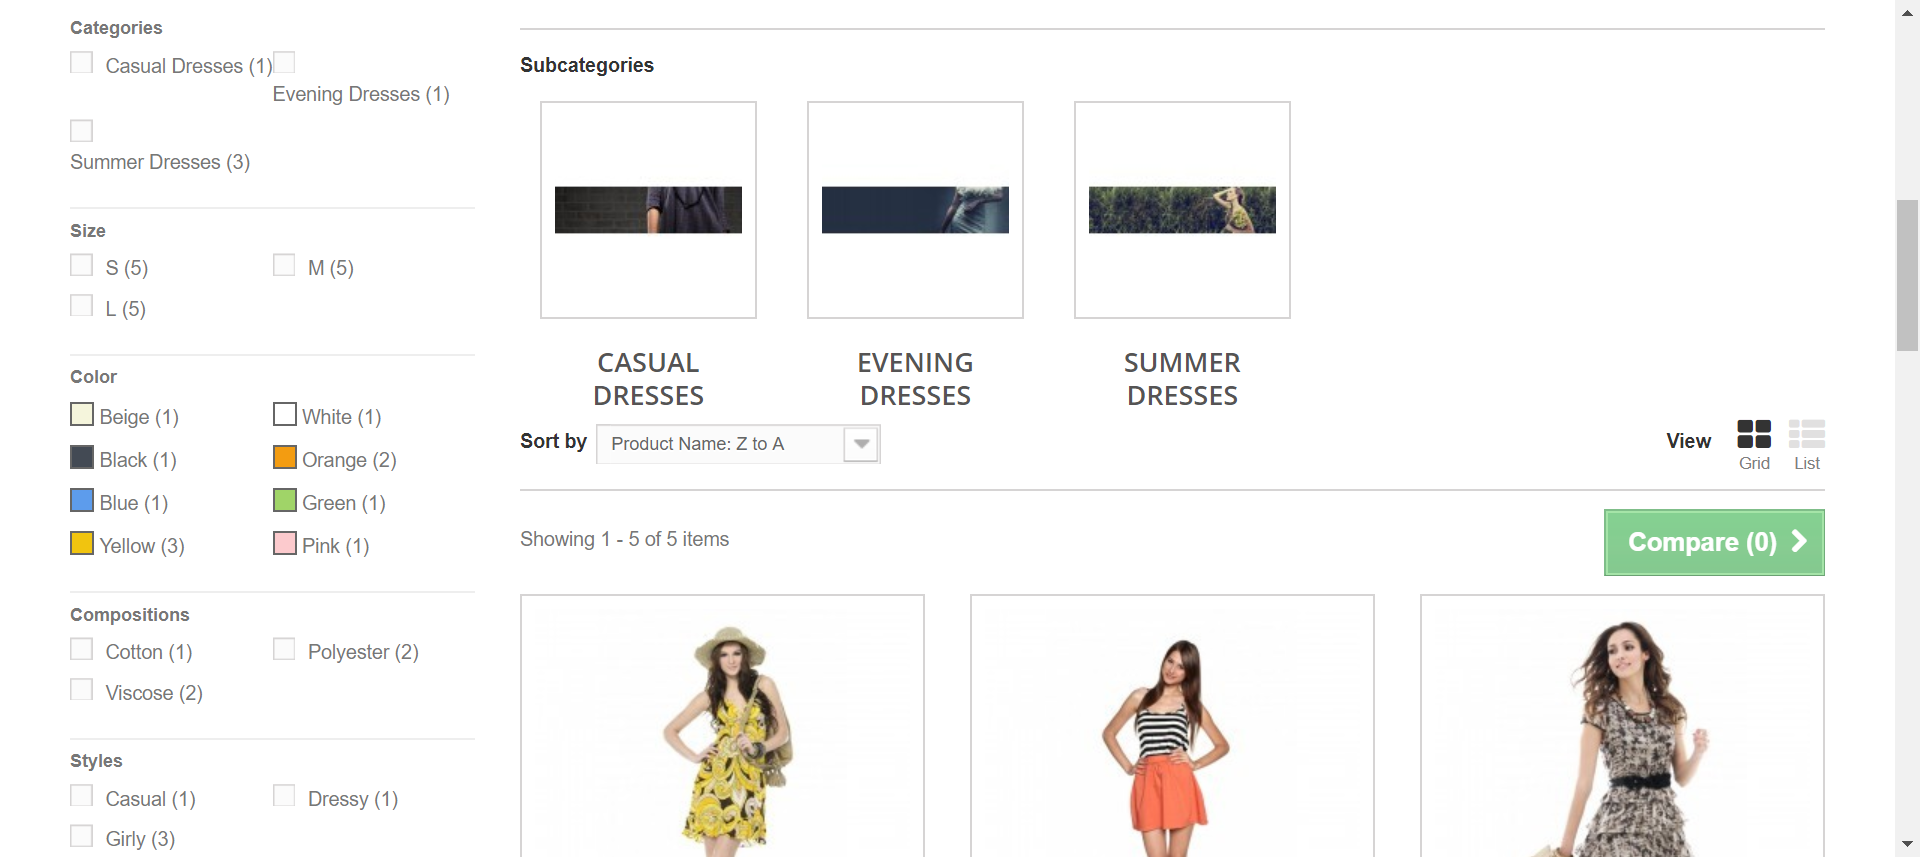 Categories
Casual Dresses (1)
Evening Dresses (1)
Summer Dresses (3)
Size
S (5)
M (5)
L (5)
Color
Beige (1)
White (1)
Black (1)
Orange (2)
Blue (1)
Green (1)
Yellow (3)
Pink (1)
Compositions
Cotton (1)
Polyester (2)
Viscose (2)
Styles
Casual (1)
Dressy (1)
Girly (3)
Subcategories
CASUAL
DRESSES
EVENING
DRESSES
SUMMER
DRESSES
Sort by
Product Name: Z to A
View
Grid
List
Showing 1 - 5 of 5 items
Compare (0)